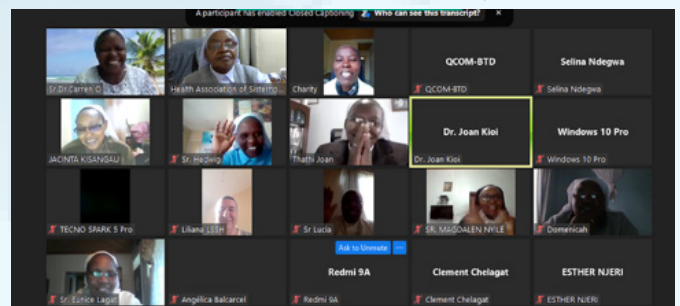 A participant has enabled Closed Captioning
Who can see this transcript?
Sr.Dr.Carren O
Health Association of Sistemp...
Charity
QCOM-BTD
QCOM-BTD
Selina Ndegwa
Selina Ndegwa
JACINTA KISANGAU
Sr. Hedwig
Thathi Joan
Dr. Joan Kioi
Dr. Joan Kioi
Windows 10 Pro
Windows 10 Pro
TECNO SPARK 5 Pro
Liliana LSSH
Sr Lucia
SR. MAGDALEN NYILE
Domenicah
Ask to Unmute
Sr. Eunice Lagat
Angélica Balcarcel
Redmi 9A
Redmi 9A
Clement Chelagat
Clement Chelagat
ESTHER NJERI
ESTHER NJERI